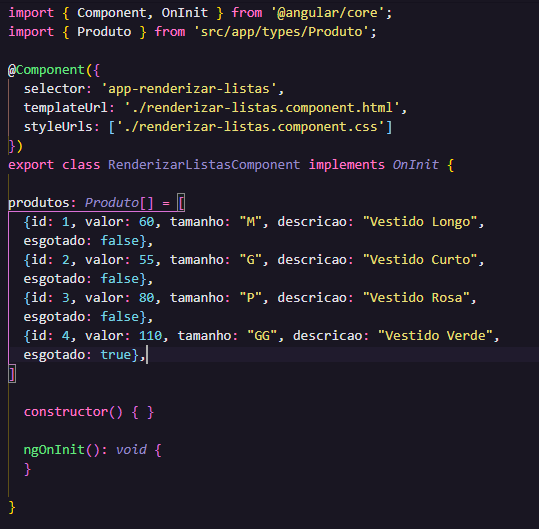 import { Component, OnInit } from '@angular/core';
import { Produto } from 'src/app/types/Produto';
@Component({
selector: 'app-renderizar-listas',
templateUrl: './renderizar-listas.component.html',
styleUrls: ['./renderizar-listas.component.css']
})
export class RenderizarListasComponent implements OnInit {
produtos: Produto[] = [
{id: 1, valor: 60, tamanho: "M", descricao: "Vestido Longo",
esgotado: false},
{id: 2, valor: 55, tamanho: "G", descricao: "Vestido Curto",
esgotado: false},
{id: 3, valor: 80, tamanho: "P", descricao: "Vestido Rosa",
esgotado: false},
{id: 4, valor: 110, tamanho: "GG", descricao: "Vestido Verde",
esgotado: true},
]
constructor() { }
ngOnInit(): void {
}
}